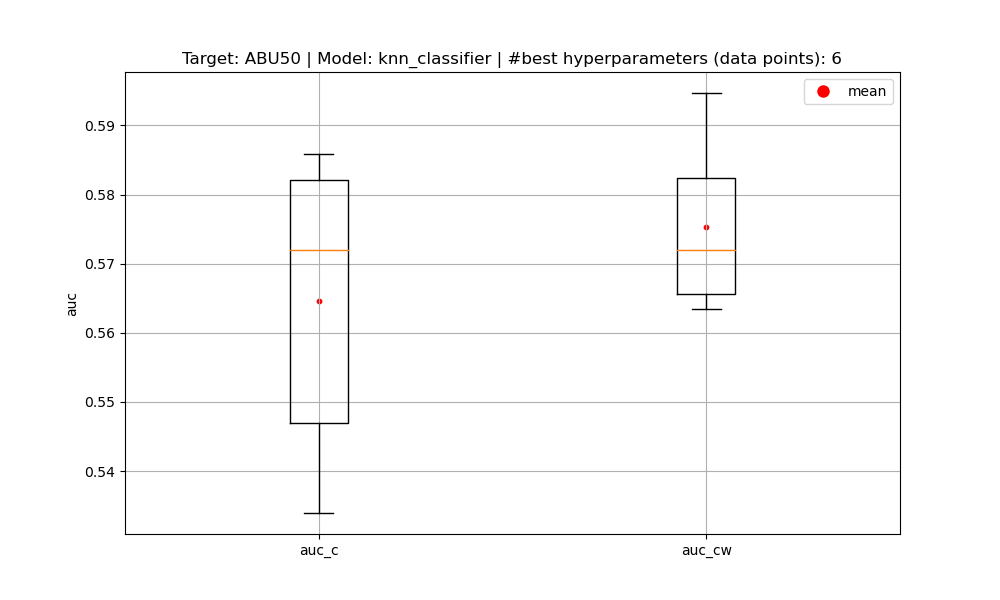 Target: ABU50 | Model: knn_classifier | #best hyperparameters (data points): 6
mean
0.59
0.58
0.57
0.56
0.55
0.54
auc
auc_c
auc_cw